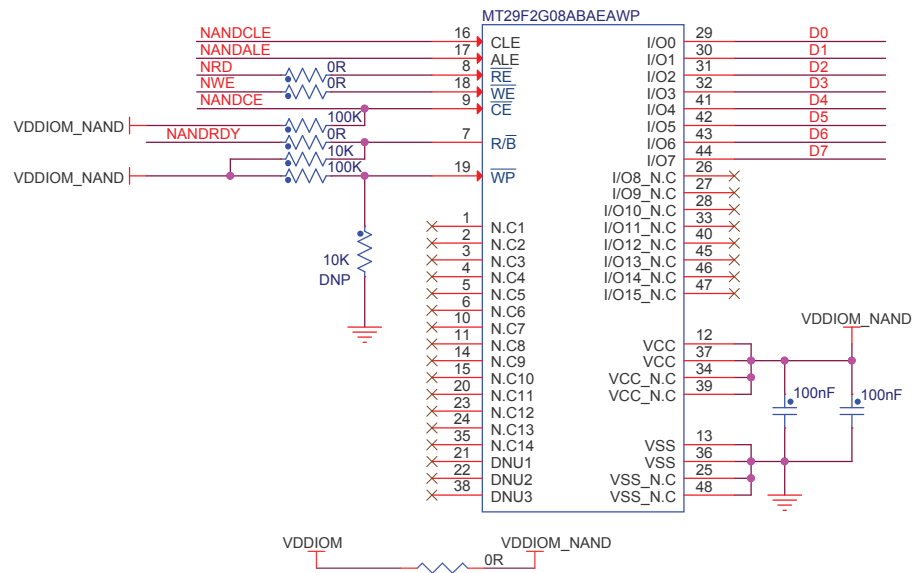 MT29F2G08ABAEAWP
NANDCLE 16 CLE I/O0 29 D0
NANDALE 17 ALE I/O1 30 D1
NRD 0R 8 RE I/O2 31 D2
NWE 0R 18 WE I/O3 32 D3
NANDCE 9 CE I/O4 41 D4
VDDIOM_NAND 100K I/O5 42 D5
NANDRDY 0R 7 R/B I/O6 43 D6
10K I/O7 44 D7
VDDIOM_NAND 100K 19 WP I/O8_N.C 26
I/O9_N.C 27
I/O10_N.C 28
1 N.C1 I/O11_N.C 33
2 N.C2 I/O12_N.C 40
10K 3 N.C3 I/O13_N.C 45
DNP 4 N.C4 I/O14_N.C 46
5 N.C5 I/O15_N.C 47
6 N.C6
10 N.C7 VDDIOM_NAND
11 N.C8 VCC 12
14 N.C9 VCC 37
15 N.C10 VCC_N.C 34
20 N.C11 VCC_N.C 39 100nF 100nF
23 N.C12
24 N.C13
35 N.C14 VSS 13
21 DNU1 VSS 36
22 DNU2 VSS_N.C 25
38 DNU3 VSS_N.C 48
VDDIOM 0R VDDIOM_NAND